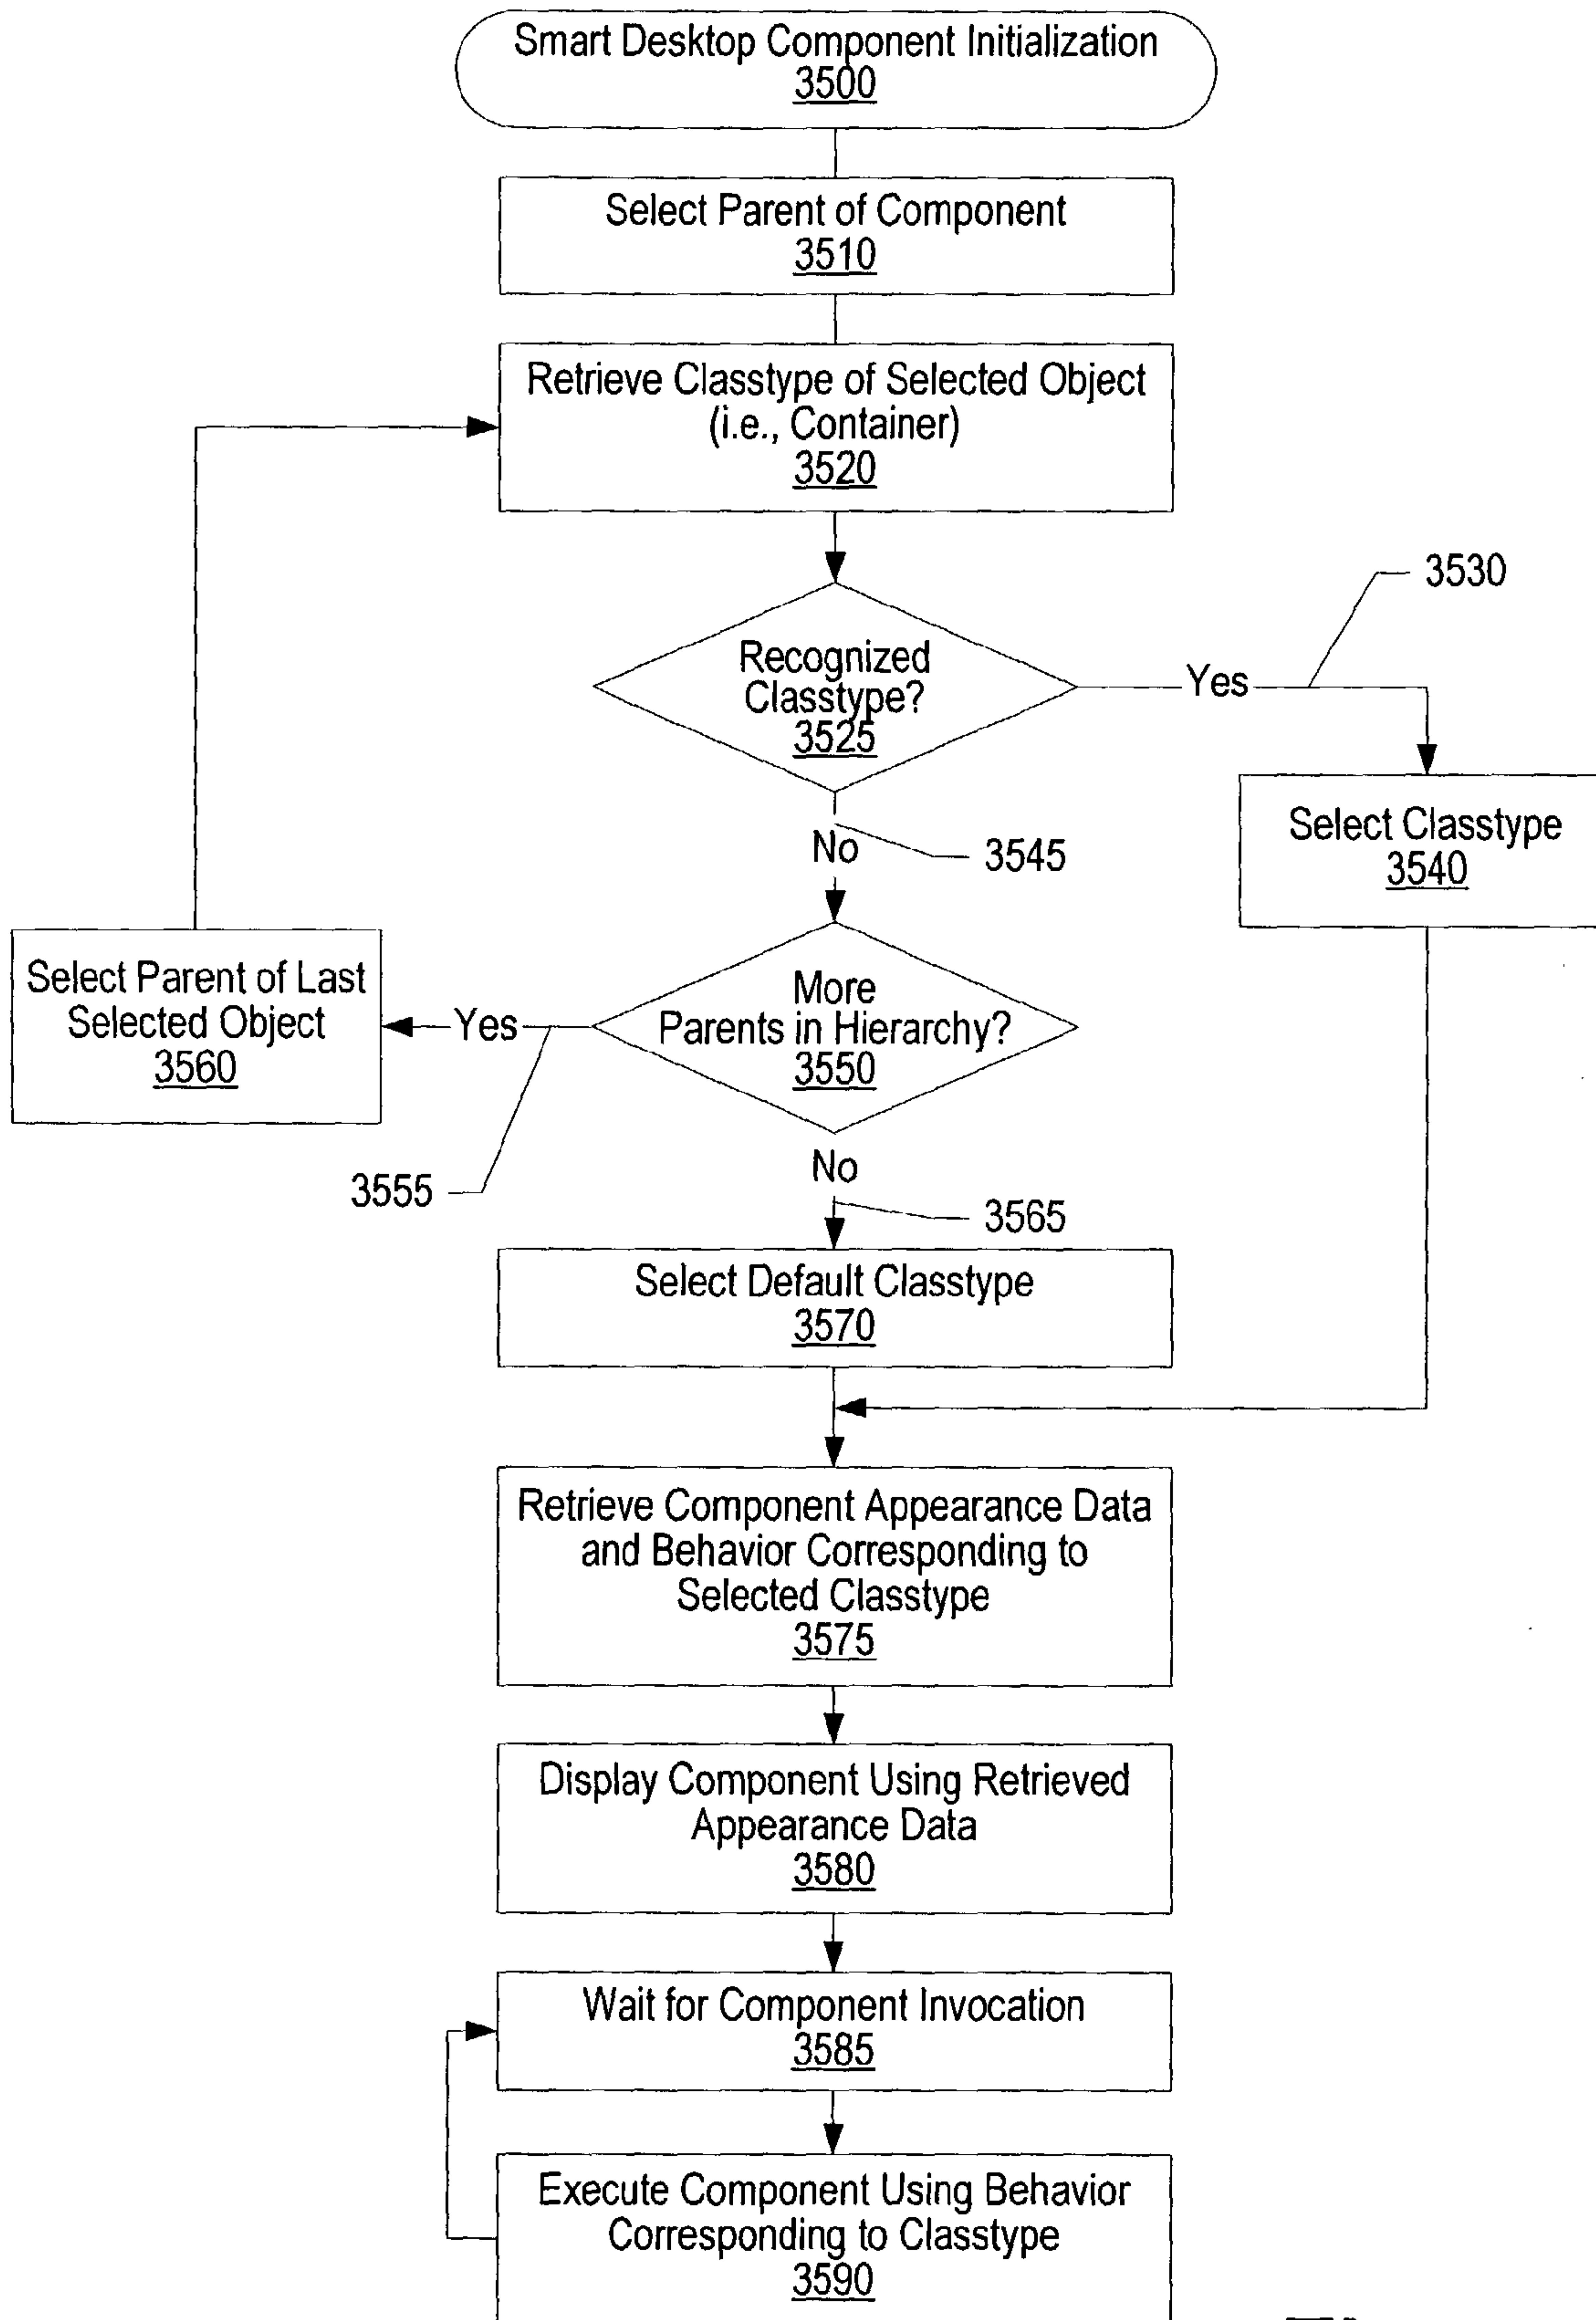 Smart Desktop Component Initialization
3500
Select Parent of Component
3510
Retrieve Classtype of Selected Object
(i.e., Container)
3520
3530
Recognized
Classtype?
3525
Yes
Select Classtype
3540
No
3545
Select Parent of Last
Selected Object
3560
Yes
More
Parents in Hierarchy?
3550
3555
No
3565
Select Default Classtype
3570
Retrieve Component Appearance Data
and Behavior Corresponding to
Selected Classtype
3575
Display Component Using Retrieved
Appearance Data
3580
Wait for Component Invocation
3585
Execute Component Using Behavior
Corresponding to Classtype
3590